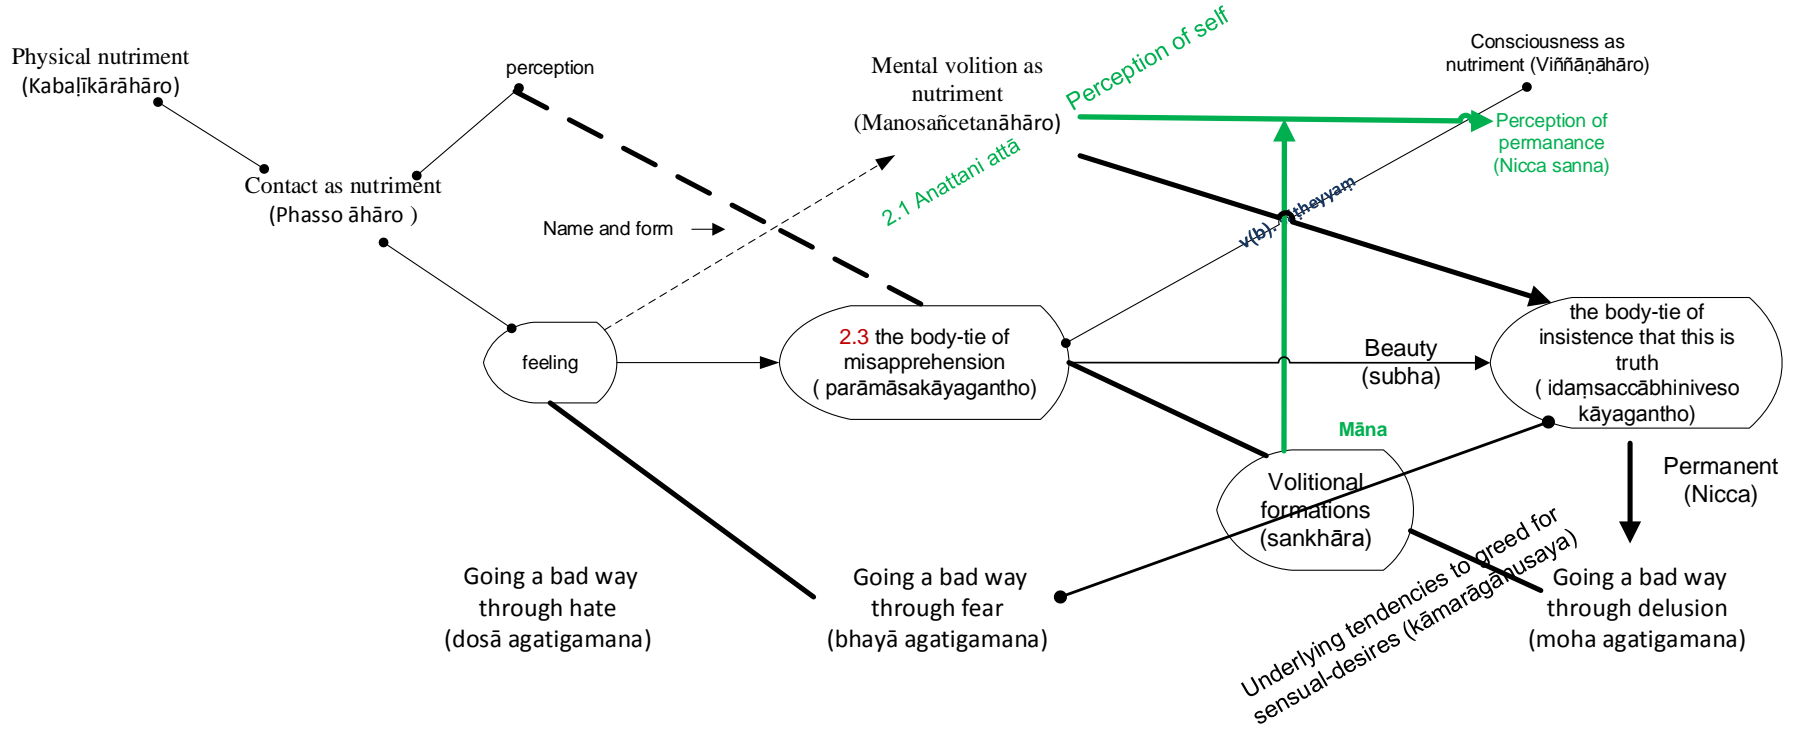 Physical nutriment
(Kabaḷīkārāhāro)
perception
Contact as nutriment
(Phasso āhāro )
Name and form
Mental volition as
nutriment
(Manosañcetanāhāro)
Perception of self
2.1 Anattani attā
Consciousness as
nutriment (Viññāṇāhāro)
Perception of
permanance
(Nicca sanna)
v(b).
ṭheyyaṃ
feeling
2.3 the body-tie of
misapprehension
( parāmāsakāyagantho)
Beauty
(subha)
the body-tie of
insistence that this is
truth
( idaṃsaccābhiniveso
kāyagantho)
Māna
Volitional
formations
(sankhāra)
Permanent
(Nicca)
Going a bad way
through hate
(dosā agatigamana)
Going a bad way
through fear
(bhayā agatigamana)
Underlying tendencies to greed for
sensual-desires (kāmarāgānusaya)
Going a bad way
through delusion
(moha agatigamana)